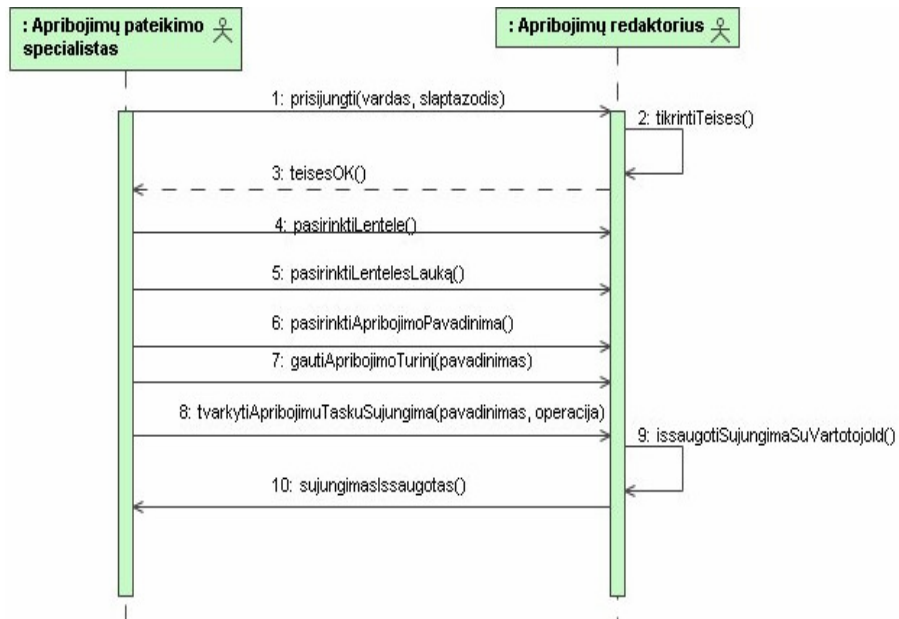 : Apribojimų pateikimo
specialistas
: Apribojimų redaktorius
1: prisijungti(vardas, slaptazodis)
2: tikrintiTeises()
3: teisesOK()
4: pasirinktiLentele()
5: pasirinktiLentelesLauką()
6: pasirinktiApribojimoPavadinima()
7: gautiApribojimoTurinį(pavadinimas)
8: tvarkytiApribojimuTaskuSujungima(pavadinimas, operacija)
9: issaugotiSujungimaSuVartotojoId()
10: sujungimasIssaugotas()